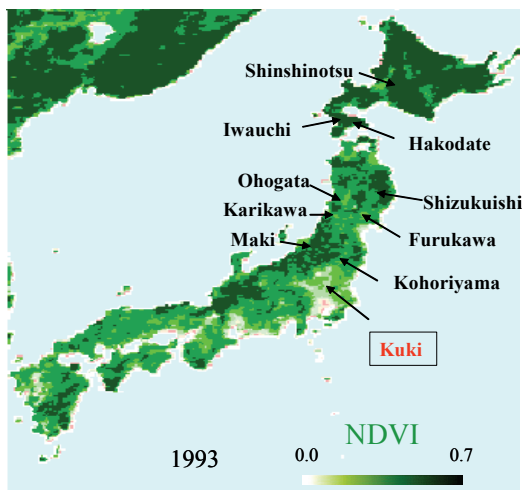 Shinshinotsu
Iwauchi
Hakodate
Ohogata
Shizukuishi
Karikawa
Furukawa
Maki
Kohoriyama
Kuki
NDVI
1993
0.0
0.7